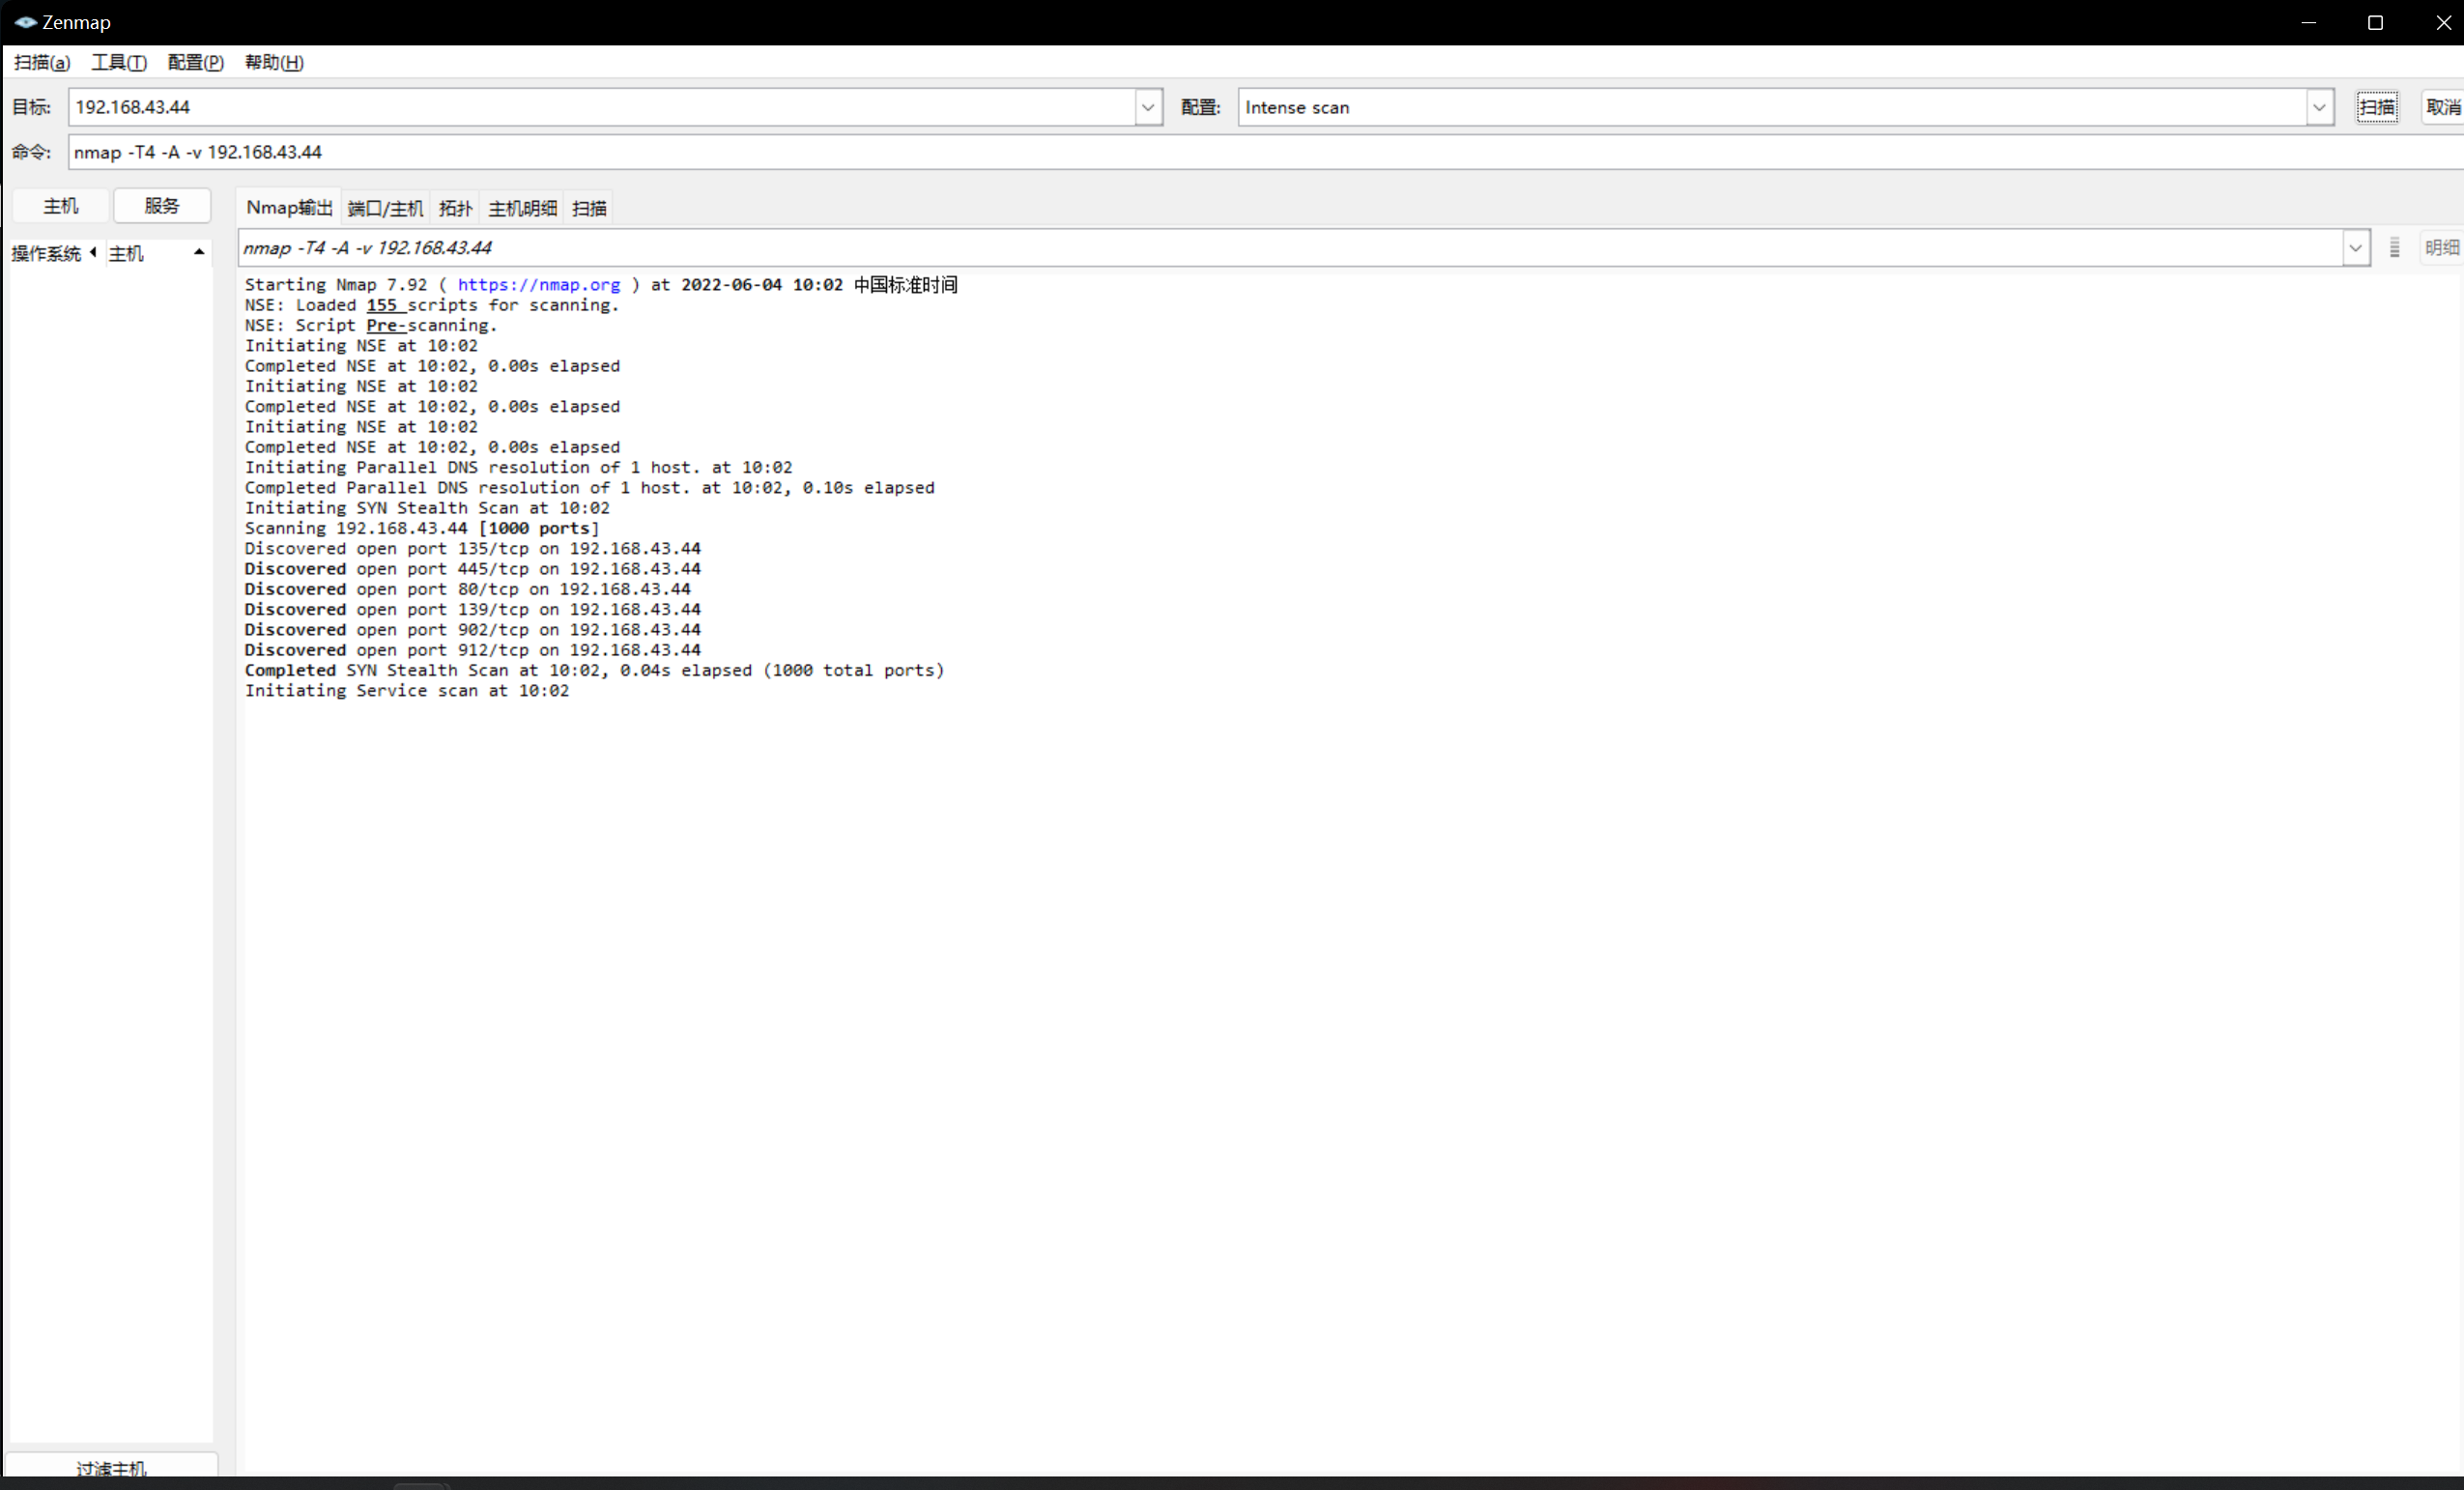 Zenmap
扫描(a) 工具(T) 配置(P) 帮助(H)
目标: 192.168.43.44 配置: Intense scan 扫描 取消
命令: nmap -T4 -A -v 192.168.43.44
主机 服务 Nmap输出 端口/主机 拓扑 主机明细 扫描
操作系统 主机 nmap -T4 -A -v 192.168.43.44 明细
Starting Nmap 7.92 ( https://nmap.org ) at 2022-06-04 10:02 中国标准时间
NSE: Loaded 155 scripts for scanning.
NSE: Script Pre-scanning.
Initiating NSE at 10:02
Completed NSE at 10:02, 0.00s elapsed
Initiating NSE at 10:02
Completed NSE at 10:02, 0.00s elapsed
Initiating NSE at 10:02
Completed NSE at 10:02, 0.00s elapsed
Initiating Parallel DNS resolution of 1 host. at 10:02
Completed Parallel DNS resolution of 1 host. at 10:02, 0.10s elapsed
Initiating SYN Stealth Scan at 10:02
Scanning 192.168.43.44 [1000 ports]
Discovered open port 135/tcp on 192.168.43.44
Discovered open port 445/tcp on 192.168.43.44
Discovered open port 80/tcp on 192.168.43.44
Discovered open port 139/tcp on 192.168.43.44
Discovered open port 902/tcp on 192.168.43.44
Discovered open port 912/tcp on 192.168.43.44
Completed SYN Stealth Scan at 10:02, 0.04s elapsed (1000 total ports)
Initiating Service scan at 10:02
过滤主机